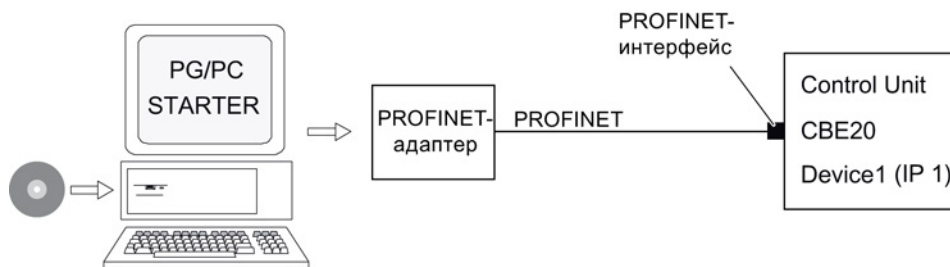 PG/PC
STARTER
PROFINET-
адаптер
PROFINET
PROFINET-
интерфейс
Control Unit
CBE20
Device1 (IP 1)